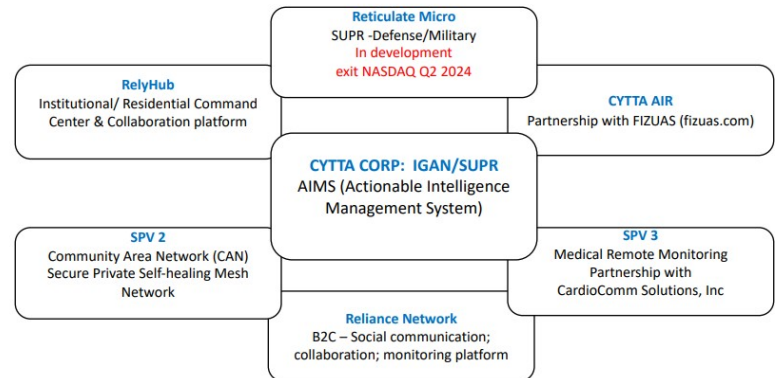 Reticulate Micro
SUPR -Defense/Military
In development
exit NASDAQ Q2 2024
RelyHub
Institutional/ Residential Command
Center & Collaboration platform
CYTTA AIR
Partnership with FIZUAS (fizuas.com)
CYTTA CORP: IGAN/SUPR
AIMS (Actionable Intelligence
Management System)
SPV 2
Community Area Network (CAN)
Secure Private Self-healing Mesh
Network
SPV 3
Medical Remote Monitoring
Partnership with
CardioComm Solutions, Inc
Reliance Network
B2C – Social communication;
collaboration; monitoring platform